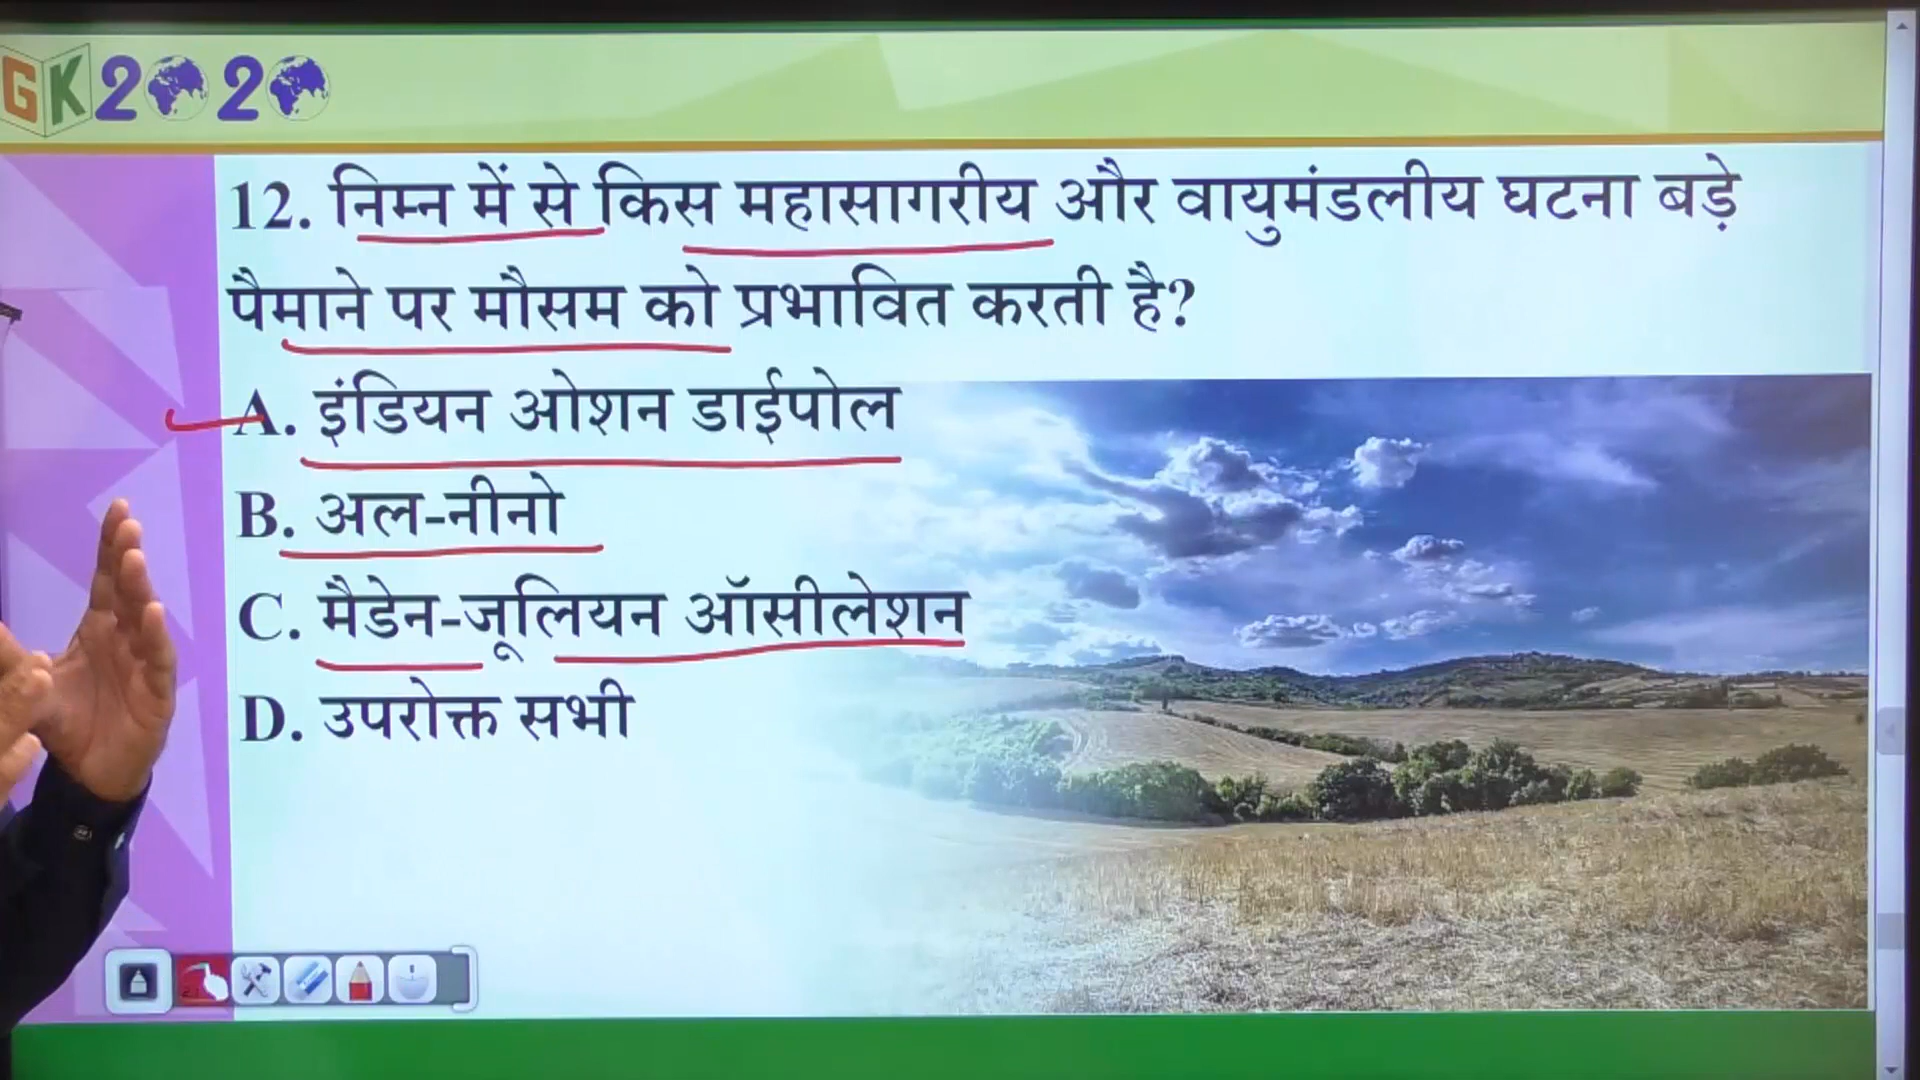 GK2020
12. निम्न में से किस महासागरीय और वायुमंडलीय घटना बड़े
पैमाने पर मौसम को प्रभावित करती है?
A. इंडियन ओशन डाईपोल
B. अल-नीनो
C. मैडेन-जूलियन ऑसीलेशन
D. उपरोक्त सभी